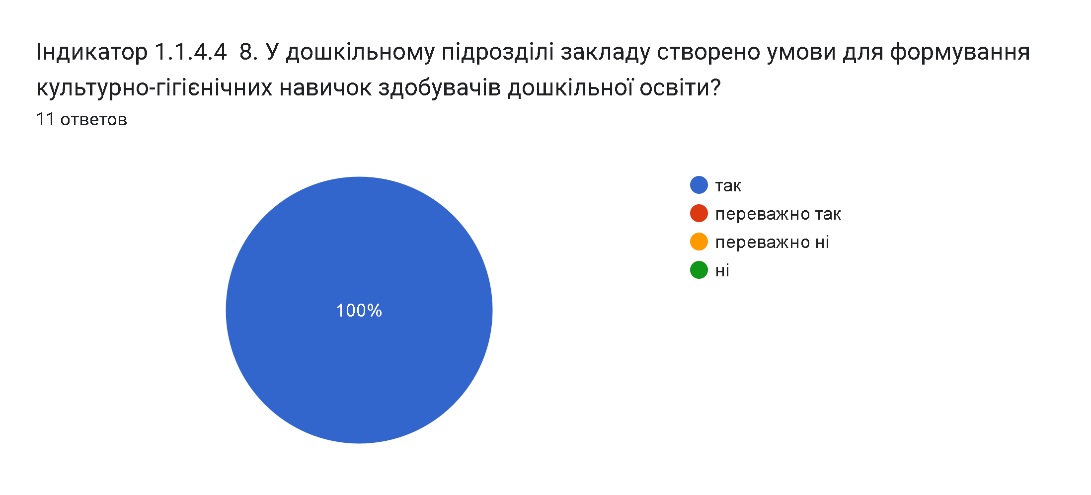 Індикатор 1.1.4.4  8. У дошкільному підрозділі закладу створено умови для формування
культурно-гігієнічних навичок здобувачів дошкільної освіти?
11 ответов
так
переважно так
переважно ні
ні
100%